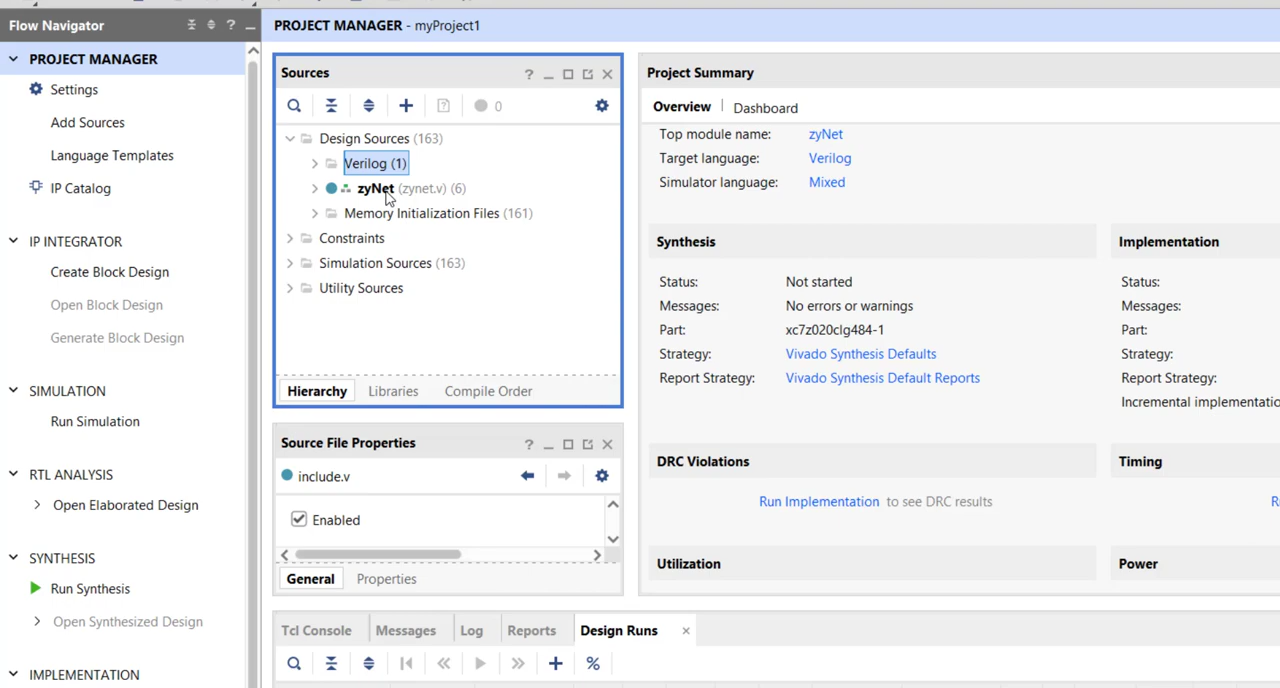 Flow Navigator
PROJECT MANAGER
Settings
Add Sources
Language Templates
IP Catalog
IP INTEGRATOR
Create Block Design
Open Block Design
Generate Block Design
SIMULATION
Run Simulation
RTL ANALYSIS
Open Elaborated Design
SYNTHESIS
Run Synthesis
Open Synthesized Design
IMPLEMENTATION
PROJECT MANAGER - myProject1
Sources
0
Design Sources (163)
Verilog (1)
zyNet (zynet.v) (6)
Memory Initialization Files (161)
Constraints
Simulation Sources (163)
Utility Sources
Hierarchy Libraries Compile Order
Source File Properties
include.v
Enabled
General Properties
Project Summary
Overview Dashboard
Top module name: zyNet
Target language: Verilog
Simulator language: Mixed
Synthesis
Status: Not started
Messages: No errors or warnings
Part: xc7z020clg484-1
Strategy: Vivado Synthesis Defaults
Report Strategy: Vivado Synthesis Default Reports
Implementation
Status:
Messages:
Part:
Strategy:
Report Strategy:
Incremental implementatio
DRC Violations
Run Implementation to see DRC results
Timing
R
Utilization
Power
Tcl Console Messages Log Reports Design Runs